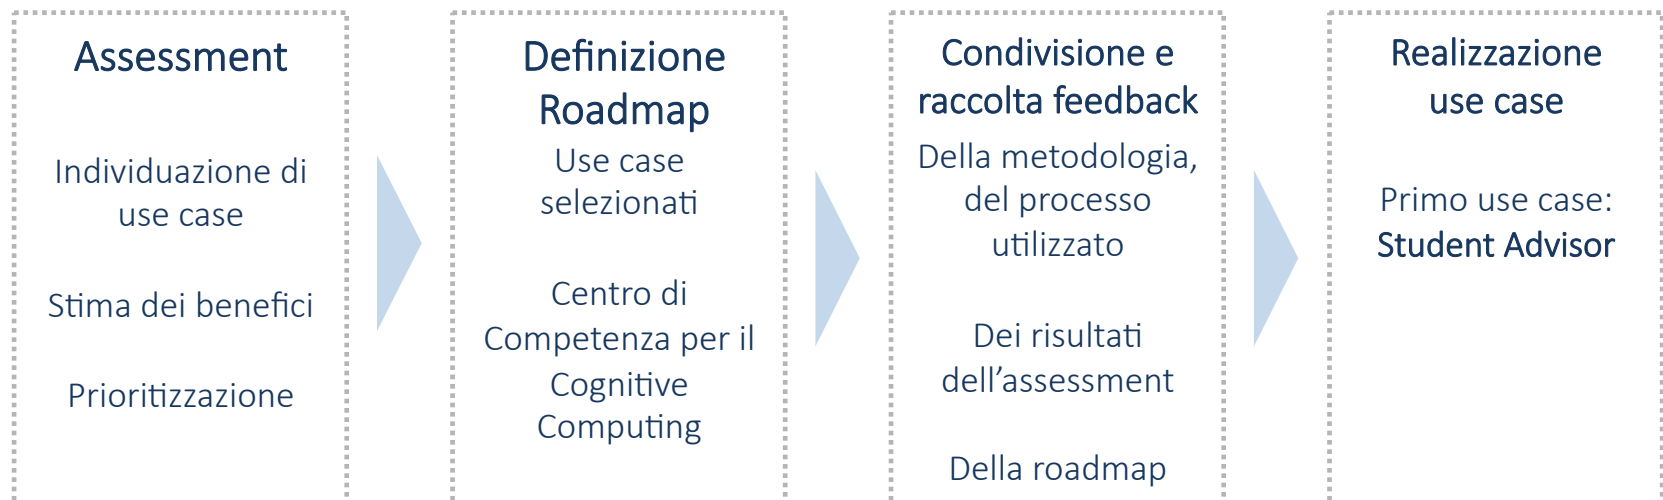 Assessment
Individuazione di
use case
Stima dei benefici
Prioritizzazione
Definizione
Roadmap
Use case
selezionati
Centro di
Competenza per il
Cognitive
Computing
Condivisione e
raccolta feedback
Della metodologia,
del processo
utilizzato
Dei risultati
dell’assessment
Della roadmap
Realizzazione
use case
Primo use case:
Student Advisor